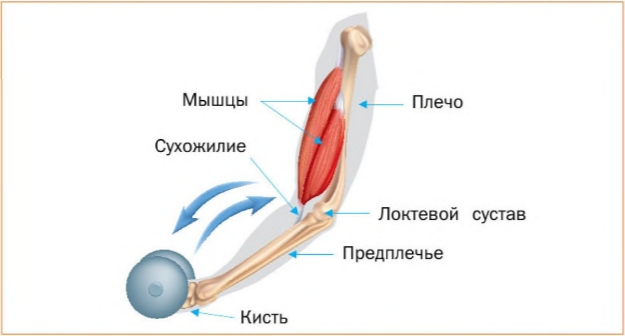 Мышцы
Плечо
Сухожилие
Локтевой сустав
Предплечье
Кисть